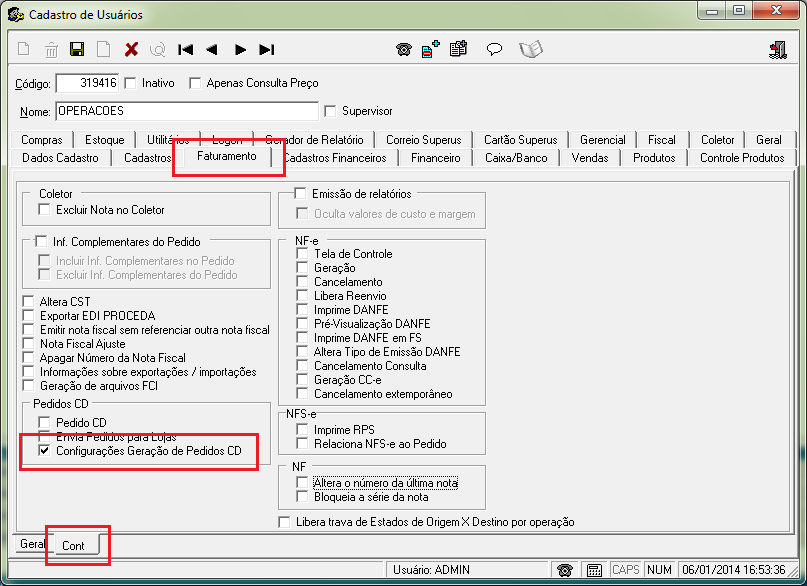 Cadastro de Usuários
Código: 319416 Inativo Apenas Consulta Preço
Nome: OPERACOES Supervisor
Compras Estoque Utilitários Logon Gerador de Relatório Correio Superus Cartão Superus Gerencial Fiscal Coletor Geral
Dados Cadastro Cadastros Faturamento Cadastros Financeiros Financeiro Caixa/Banco Vendas Produtos Controle Produtos
Coletor
Excluir Nota no Coletor
Inf. Complementares do Pedido
Incluir Inf. Complementares no Pedido
Excluir Inf. Complementares do Pedido
Altera CST
Exportar EDI PROCEDA
Emitir nota fiscal sem referenciar outra nota fiscal
Nota Fiscal Ajuste
Apagar Número da Nota Fiscal
Informações sobre exportações / importações
Geração de arquivos FCI
Pedidos CD
Pedido CD
Envia Pedidos para Lojas
Configurações Geração de Pedidos CD
Emissão de relatórios
Oculta valores de custo e margem
NF-e
Tela de Controle
Geração
Cancelamento
Libera Reenvio
Imprime DANFE
Pré-Visualização DANFE
Imprime DANFE em FS
Altera Tipo de Emissão DANFE
Cancelamento Consulta
Geração CC-e
Cancelamento extemporâneo
NFS-e
Imprime RPS
Relaciona NFS-e ao Pedido
NF
Altera o número da última nota
Bloqueia a série da nota
Libera trava de Estados de Origem X Destino por operação
Geral Cont
Usuário: ADMIN CAPS NUM 06/01/2014 16:53:36